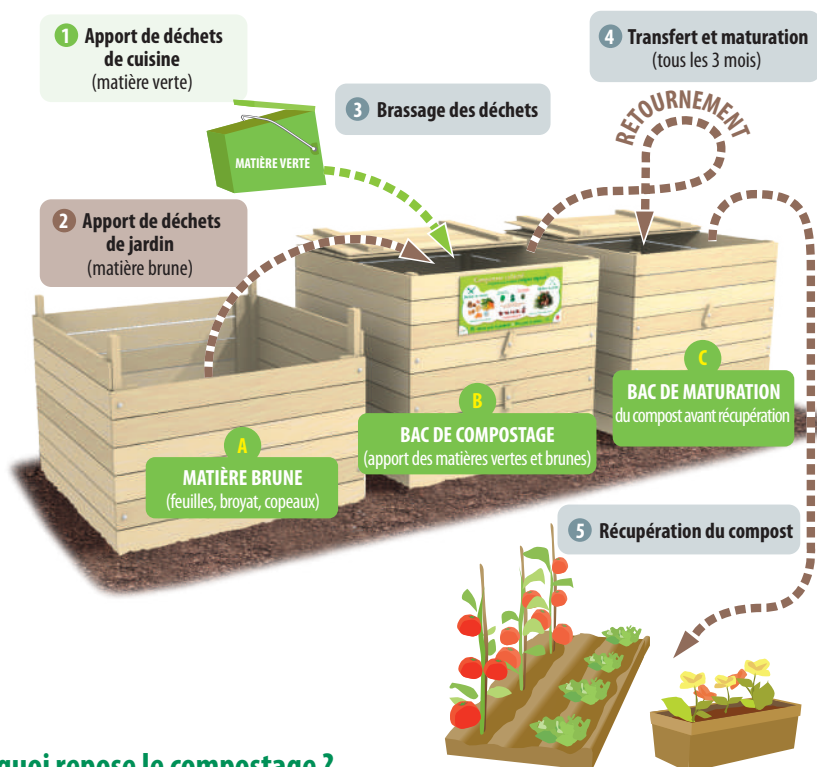 1 Apport de déchets
de cuisine
(matière verte)
MATIÈRE VERTE
3 Brassage des déchets
4 Transfert et maturation
(tous les 3 mois)
RETOURNEMENT
2 Apport de déchets
de jardin
(matière brune)
A
MATIÈRE BRUNE
(feuilles, broyat, copeaux)
B
BAC DE COMPOSTAGE
(apport des matières vertes et brunes)
C
BAC DE MATURATION
du compost avant récupération
5 Récupération du compost
quoi repose le compostage ?